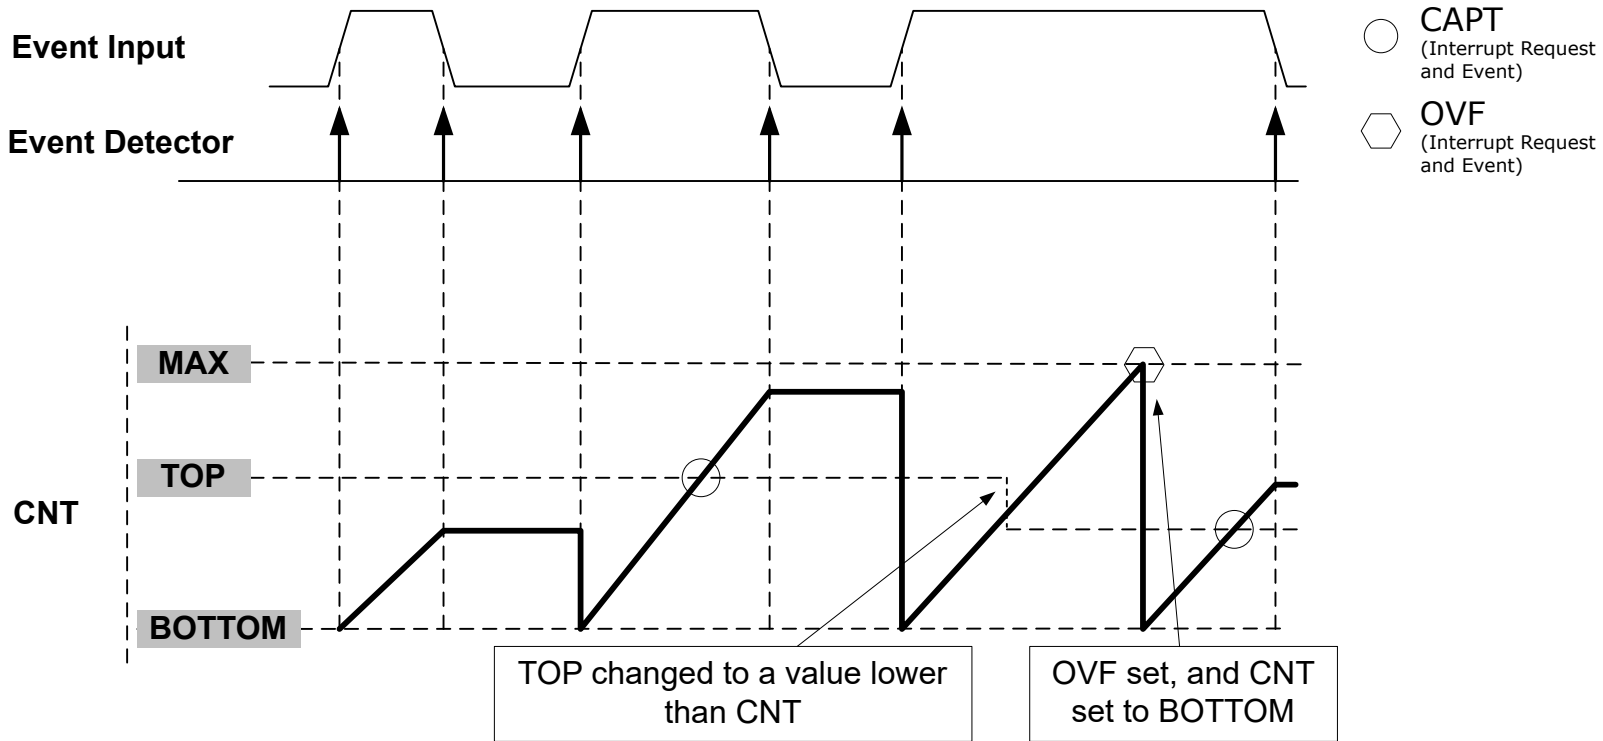 Event Input
Event Detector
CAPT
(Interrupt Request
and Event)
OVF
(Interrupt Request
and Event)
CNT
MAX
TOP
BOTTOM
TOP changed to a value lower
than CNT
OVF set, and CNT
set to BOTTOM